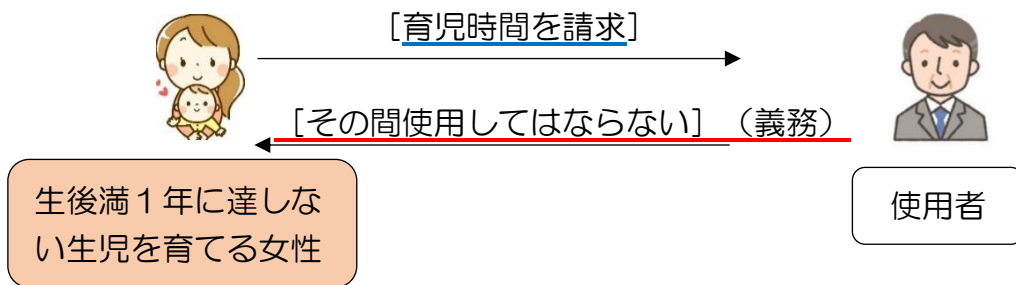 ［育児時間を請求］
［その間使用してはならない］（義務）
生後満１年に達しな
い生児を育てる女性
使用者